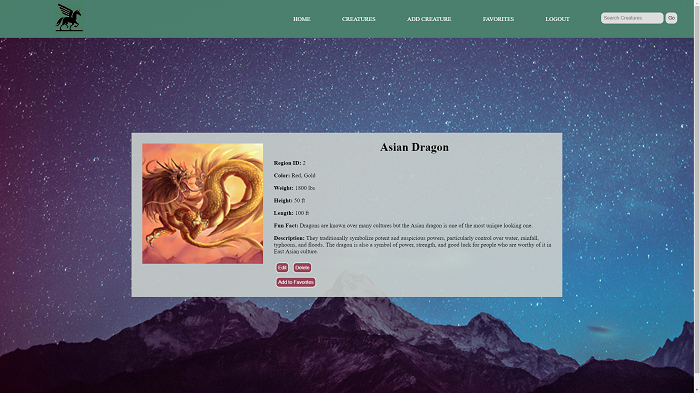 HOME CREATURES ADD CREATURE FAVORITES LOGOUT Search Creatures Go
Asian Dragon
Region ID: 2
Color: Red, Gold
Weight: 1800 lbs
Height: 50 ft
Length: 100 ft
Fun Fact: Dragons are known over many cultures but the Asian dragon is one of the most unique looking one.
Description: They traditionally symbolize potent and auspicious powers, particularly control over water, rainfall,
typhoons, and floods. The dragon is also a symbol of power, strength, and good luck for people who are worthy of it in
East Asian culture.
Edit Delete
Add to Favorites